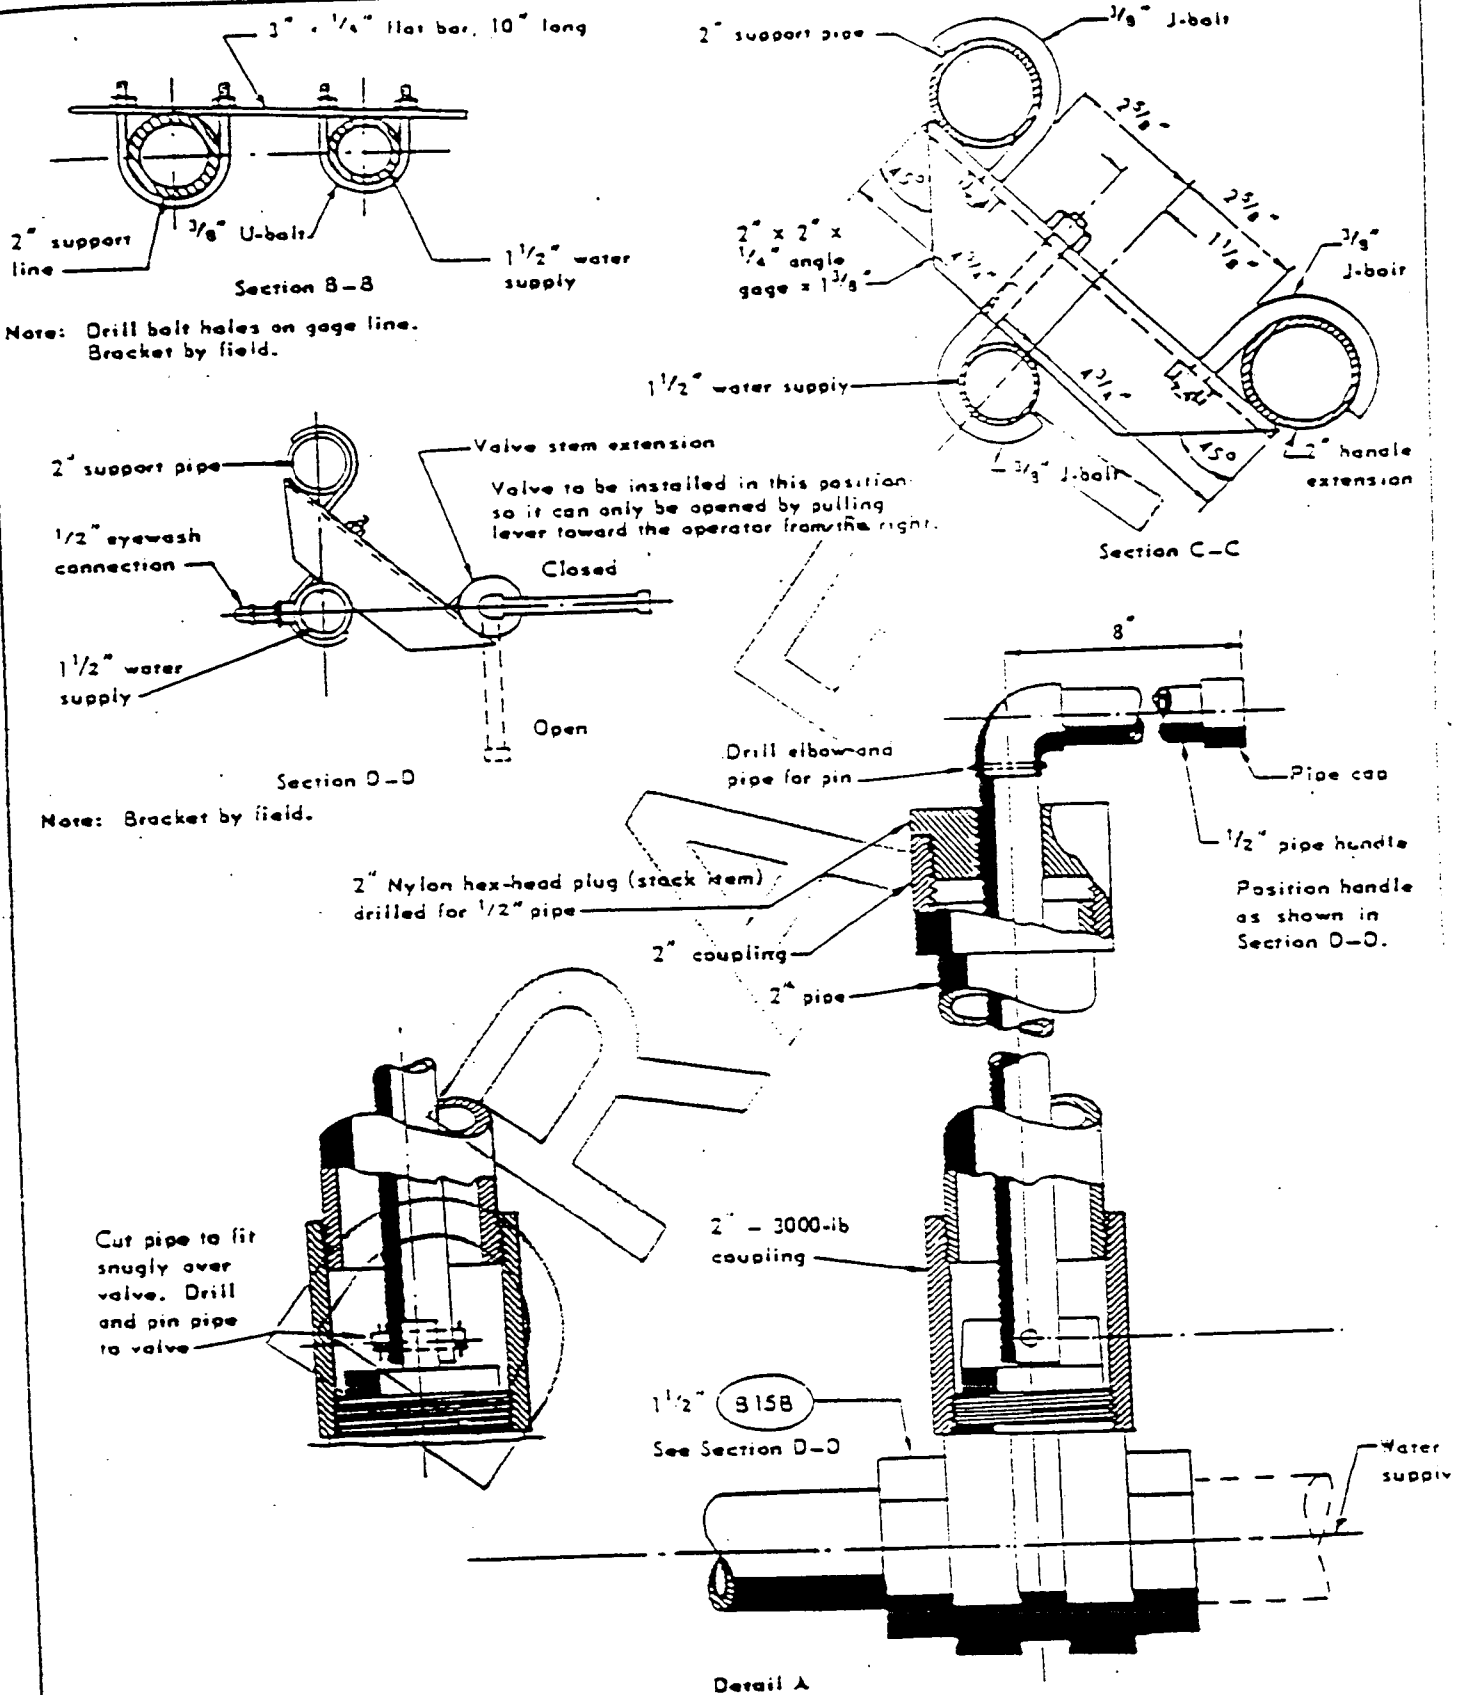 3" x 1/4" flat bar, 10" long
2" support
line
3/8" U-bolt
1 1/2" water
supply
Section B-B
Note: Drill bolt holes on gage line.
Bracket by field.
2" support pipe
3/8" J-bolt
2 5/8"
2 5/8"
1 1/8"
45°
2" x 2" x
1/4" angle
gage = 1 3/8"
4 3/4"
3/8"
J-bolt
1 1/2" water supply
4 3/4"
3/8" J-bolt
45°
2" handle
extension
Section C-C
2" support pipe
Valve stem extension
Valve to be installed in this position
so it can only be opened by pulling
lever toward the operator from the right.
1/2" eyewash
connection
Closed
1 1/2" water
supply
Open
Section D-D
Note: Bracket by field.
8"
Drill elbow and
pipe for pin
Pipe cap
1/2" pipe handle
Position handle
as shown in
Section D-D.
2" Nylon hex-head plug (stock item)
drilled for 1/2" pipe
2" coupling
2" pipe
Cut pipe to fit
snugly over
valve. Drill
and pin pipe
to valve
2" - 3000-lb
coupling
1 1/2" 815B
See Section D-D
Water
supply
Detail A